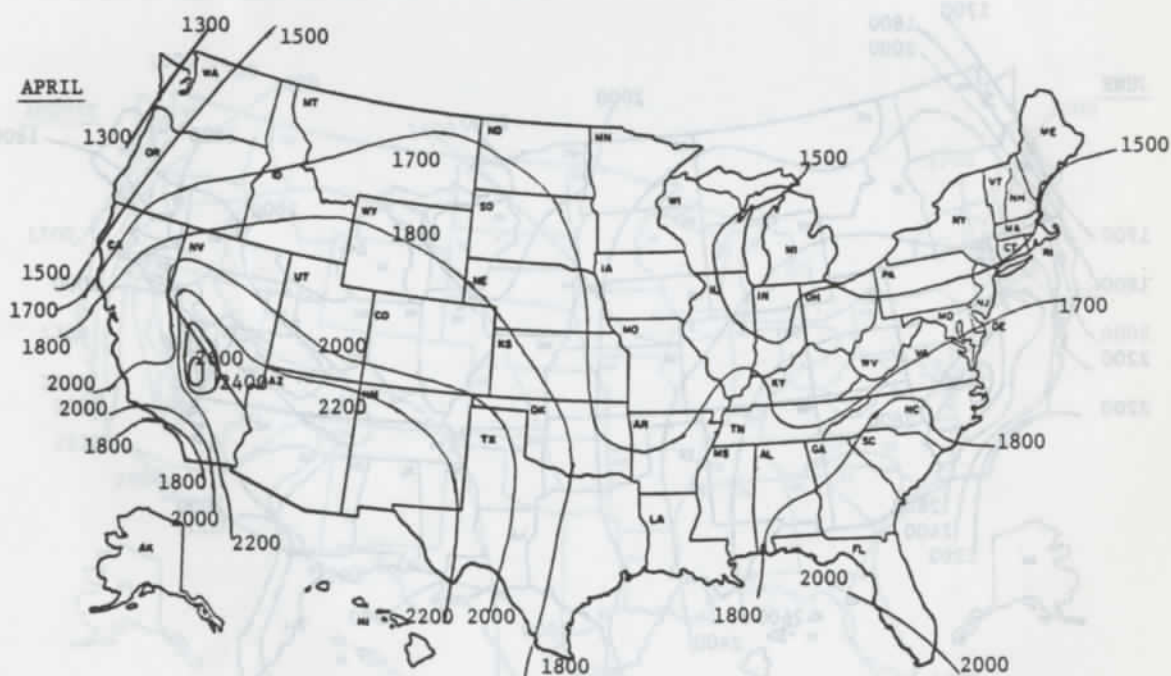 1300
1500
APRIL
WA
MT
ND
MN
ME
1300
OR
ID
1700
1500
1500
VT
NH
WI
SD
NY
MA
WY
1800
CT
RI
CA
NV
MI
1500
UT
IA
PA
1700
NE
IL
IN
OH
NJ
1700
CO
MO
MD
DE
1800
2000
KS
WV
VA
2600
2000
2400
AZ
KY
2000
2200
NM
OK
AR
TN
NC
1800
TX
MS
AL
GA
SC
1800
1800
2000
LA
2200
AK
FL
2000
HI
2200
2000
1800
1800
2000